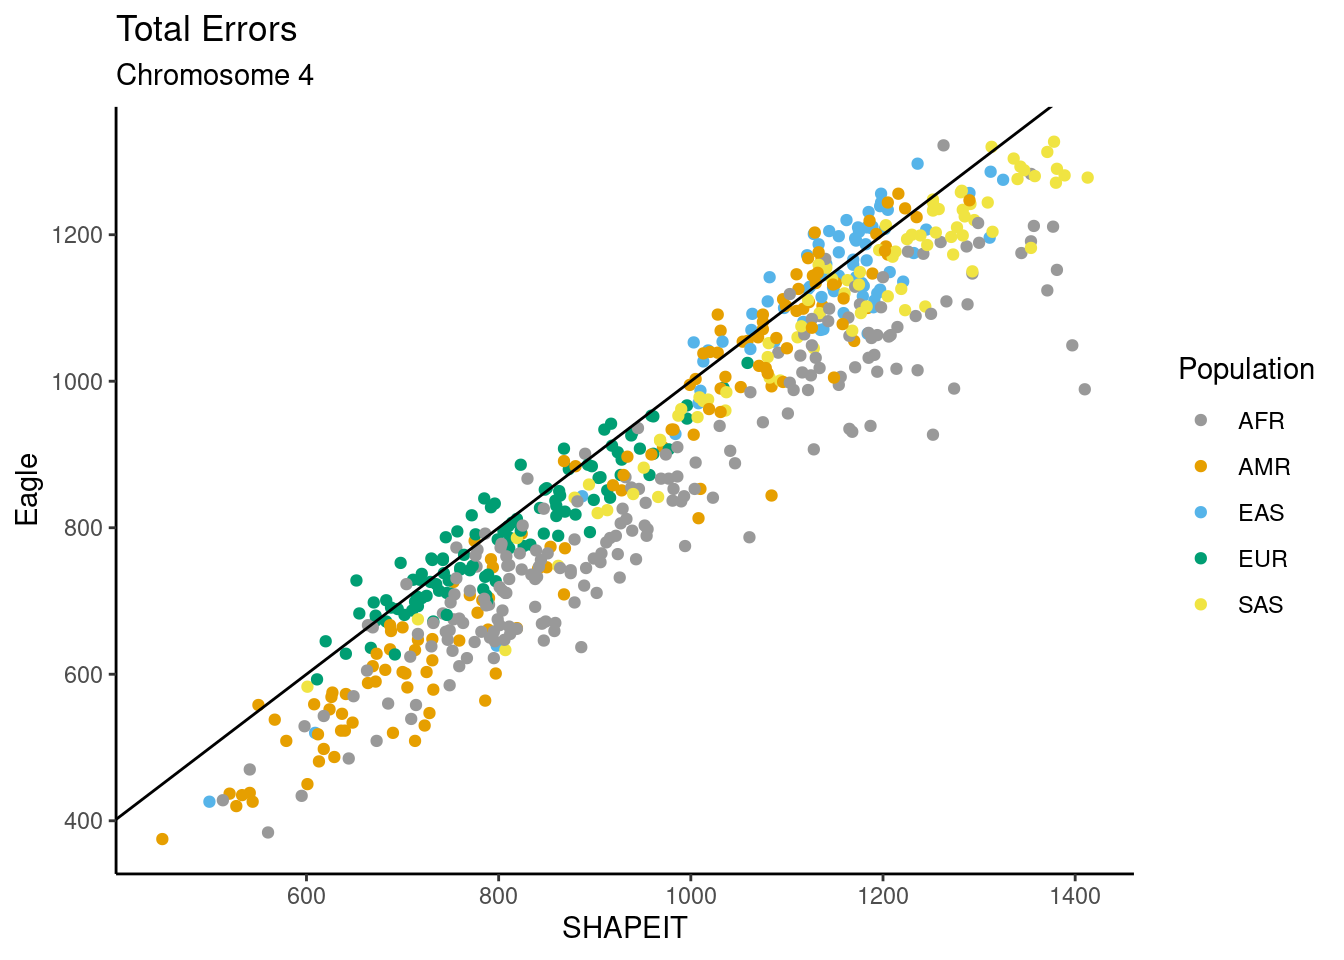 Total Errors
Chromosome 4
1200
1000
800
600
400
Eagle
600 800 1000 1200 1400
SHAPEIT
Population
AFR
AMR
EAS
EUR
SAS